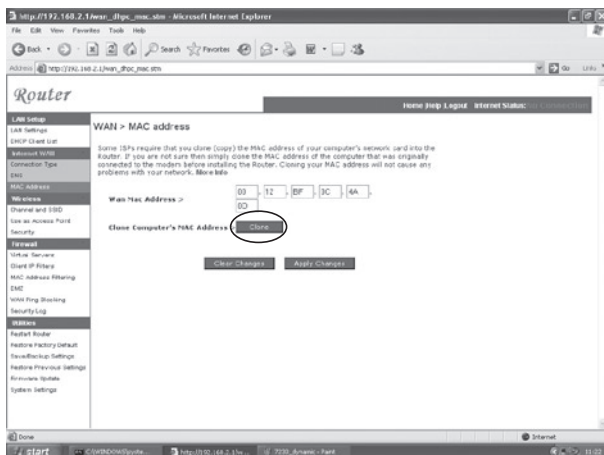 http://192.168.2.1/wan_dhpc_mac.stm - Microsoft Internet Explorer
File Edit View Favorites Tools Help
Back Search Favorites
Address http://192.168.2.1/wan_dhpc_mac.stm Go Links
Router
Home |Help |Logout Internet Status: No Connection
LAN Setup
LAN Settings
DHCP Client List
Internet WAN
Connection Type
DNS
MAC Address
Wireless
Channel and SSID
Use as Access Point
Security
Firewall
Virtual Servers
Client IP Filters
MAC Address Filtering
DMZ
WAN Ping Blocking
Security Log
Utilities
Restart Router
Restore Factory Default
Save/Backup Settings
Restore Previous Settings
Firmware Update
System Settings
WAN > MAC address
Some ISPs require that you clone (copy) the MAC address of your computer's network card into the
Router. If you are not sure then simply clone the MAC address of the computer that was originally
connected to the modem before installing the Router. Cloning your MAC address will not cause any
problems with your network. More Info
Wan Mac Address > 00 . 12 . BF . 3C . 4A .
0D
Clone Computer's MAC Address > Clone
Clear Changes Apply Changes
Done Internet
start http://192.168.2.1/w... 11:22